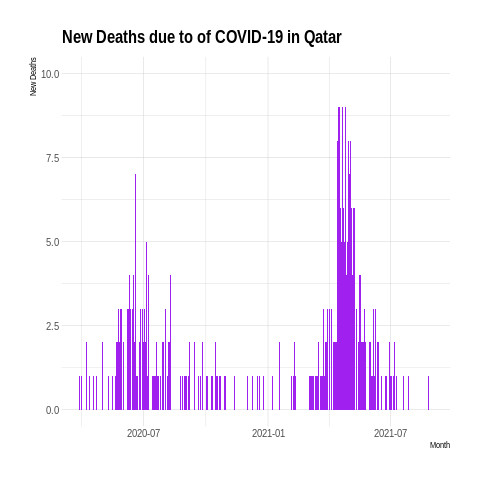 New Deaths due to of COVID-19 in Qatar
New Deaths
10.0
7.5
5.0
2.5
0.0
2020-07
2021-01
2021-07
Month